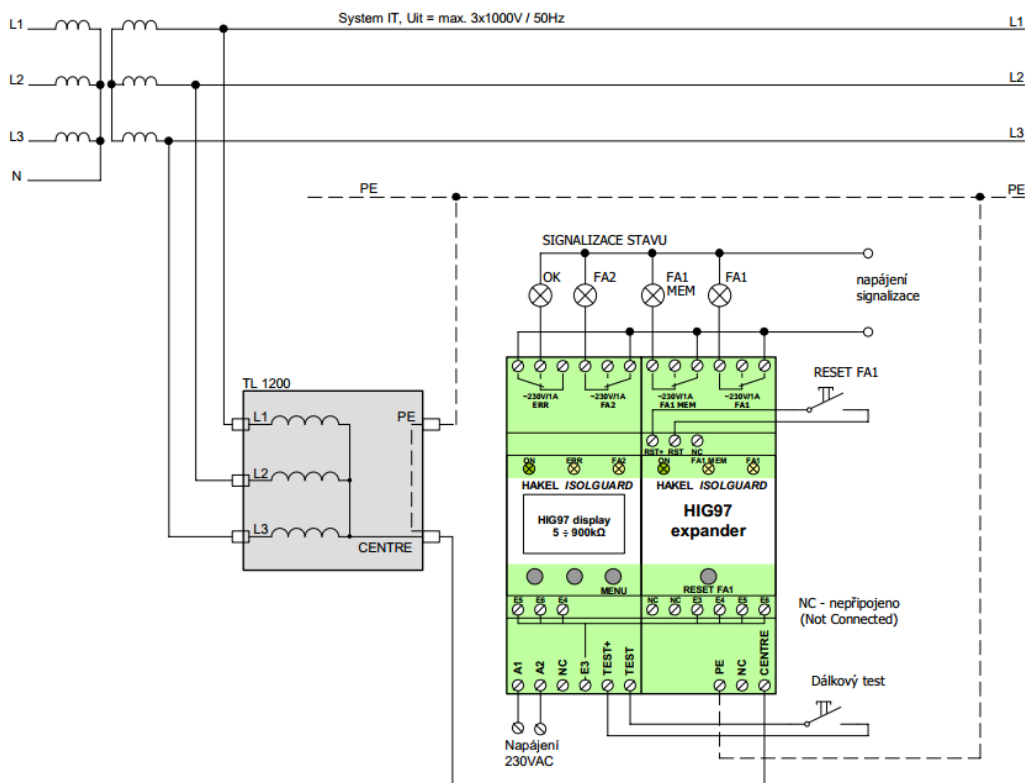 L1
System IT, Uit = max. 3x1000V / 50Hz
L1
L2
L2
L3
L3
N
PE
PE
SIGNALIZACE STAVU
OK
FA2
FA1
MEM
FA1
napájení
signalizace
TL 1200
L1
PE
L2
L3
CENTRE
~230V/1A
ERR
~230V/1A
FA2
~230V/1A
FA1 MEM
~230V/1A
FA1
RESET FA1
RST+ RST NC
ON ERR FA2
ON FA1 MEM FA1
HAKEL ISOLGUARD
HAKEL ISOLGUARD
HIG97 display
5 ÷ 900kΩ
HIG97
expander
MENU
RESET FA1
E5 E6 E4
NC NC E3 E4 E5 E6
NC - nepřipojeno
(Not Connected)
A1
A2
NC
E3
TEST+
TEST
PE
NC
CENTRE
Dálkový test
Napájení
230VAC